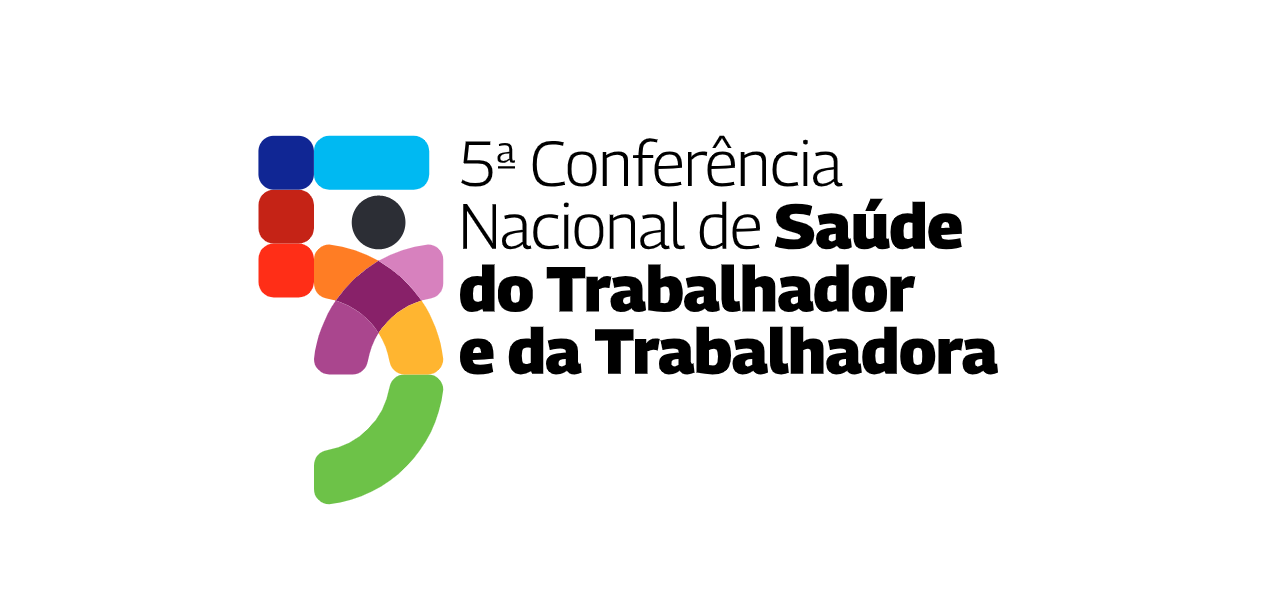 5ª Conferência
Nacional de Saúde
do Trabalhador
e da Trabalhadora